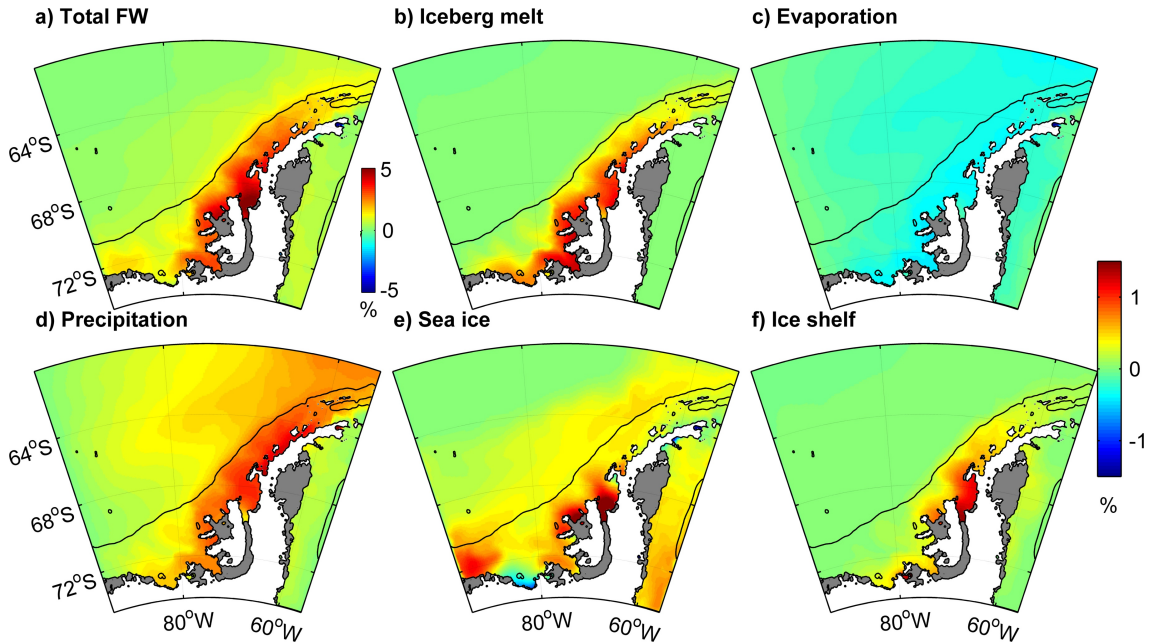 a) Total FW
b) Iceberg melt
c) Evaporation
64°S
68°S
72°S
5
0
-5
%
d) Precipitation
e) Sea ice
f) Ice shelf
64°S
68°S
72°S
80°W
60°W
80°W
60°W
80°W
60°W
1
0
-1
%